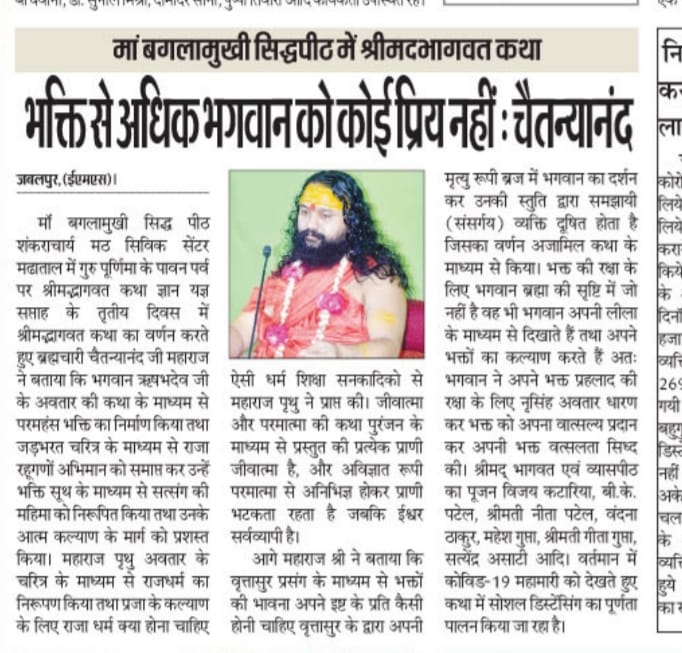 मां बगलामुखी सिद्धपीट में श्रीमदभागवत कथा
भक्ति से अधिक भगवान को कोई प्रिय नहीं : चैतन्यानंद
जबलपुर, (ईएमएस)।
माँ बगलामुखी सिद्ध पीठ
शंकराचार्य मठ सिविक सेंटर
मढाताल में गुरु पूर्णिमा के पावन पर्व
पर श्रीमद्भागवत कथा ज्ञान यज्ञ
सप्ताह के तृतीय दिवस में
श्रीमद्भागवत कथा का वर्णन करते
हुए ब्रह्मचारी चैतन्यानंद जी महाराज
ने बताया कि भगवान ऋषभदेव जी
के अवतार की कथा के माध्यम से
परमहंस भक्ति का निर्माण किया तथा
जड़भरत चरित्र के माध्यम से राजा
रहूगणों अभिमान को समाप्त कर उन्हें
भक्ति सूथ के माध्यम से सत्संग की
महिमा को निरूपित किया तथा उनके
आत्म कल्याण के मार्ग को प्रशस्त
किया। महाराज पृथु अवतार के
चरित्र के माध्यम से राजधर्म का
निरूपण किया तथा प्रजा के कल्याण
के लिए राजा धर्म क्या होना चाहिए
ऐसी धर्म शिक्षा सनकादिको से
महाराज पृथु ने प्राप्त की। जीवात्मा
और परमात्मा की कथा पुरंजन के
माध्यम से प्रस्तुत की प्रत्येक प्राणी
जीवात्मा है, और अविज्ञात रूपी
परमात्मा से अनिभिज्ञ होकर प्राणी
भटकता रहता है जबकि ईश्वर
सर्वव्यापी है।
आगे महाराज श्री ने बताया कि
वृत्तासुर प्रसंग के माध्यम से भक्तों
की भावना अपने इष्ट के प्रति कैसी
होनी चाहिए वृत्तासुर के द्वारा अपनी
मृत्यु रूपी ब्रज में भगवान का दर्शन
कर उनकी स्तुति द्वारा समझायी
(संसर्गय) व्यक्ति दूषित होता है
जिसका वर्णन अजामिल कथा के
माध्यम से किया। भक्त की रक्षा के
लिए भगवान ब्रह्मा की सृष्टि में जो
नहीं है वह भी भगवान अपनी लीला
के माध्यम से दिखाते हैं तथा अपने
भक्तों का कल्याण करते हैं अतः
भगवान ने अपने भक्त प्रहलाद की
रक्षा के लिए नृसिंह अवतार धारण
कर भक्त को अपना वात्सल्य प्रदान
कर अपनी भक्त वत्सलता सिध्द
की। श्रीमद् भागवत एवं व्यासपीठ
का पूजन विजय कटारिया, बी.के.
पटेल, श्रीमती नीता पटेल, वंदना
ठाकुर, महेश गुप्ता, श्रीमती गीता गुप्ता,
सत्येंद्र असाटी आदि। वर्तमान में
कोविड-19 महामारी को देखते हुए
कथा में सोशल डिस्टेंसिंग का पूर्णता
पालन किया जा रहा है।